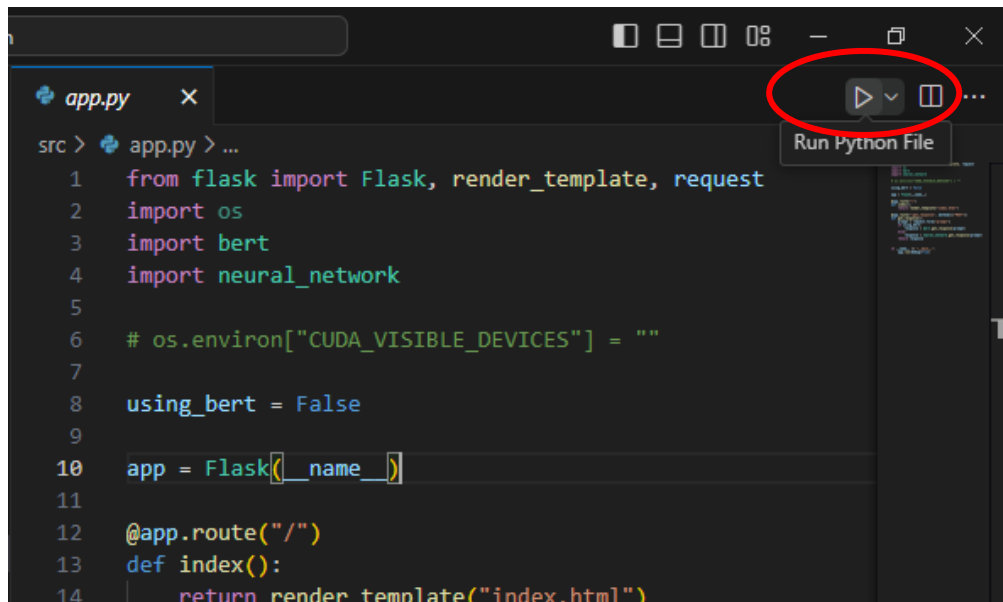 app.py
src > app.py > ...
Run Python File
1 from flask import Flask, render_template, request
2 import os
3 import bert
4 import neural_network
5
6 # os.environ["CUDA_VISIBLE_DEVICES"] = ""
7
8 using_bert = False
9
10 app = Flask(__name__)
11
12 @app.route("/")
13 def index():
14 return render_template("index.html")